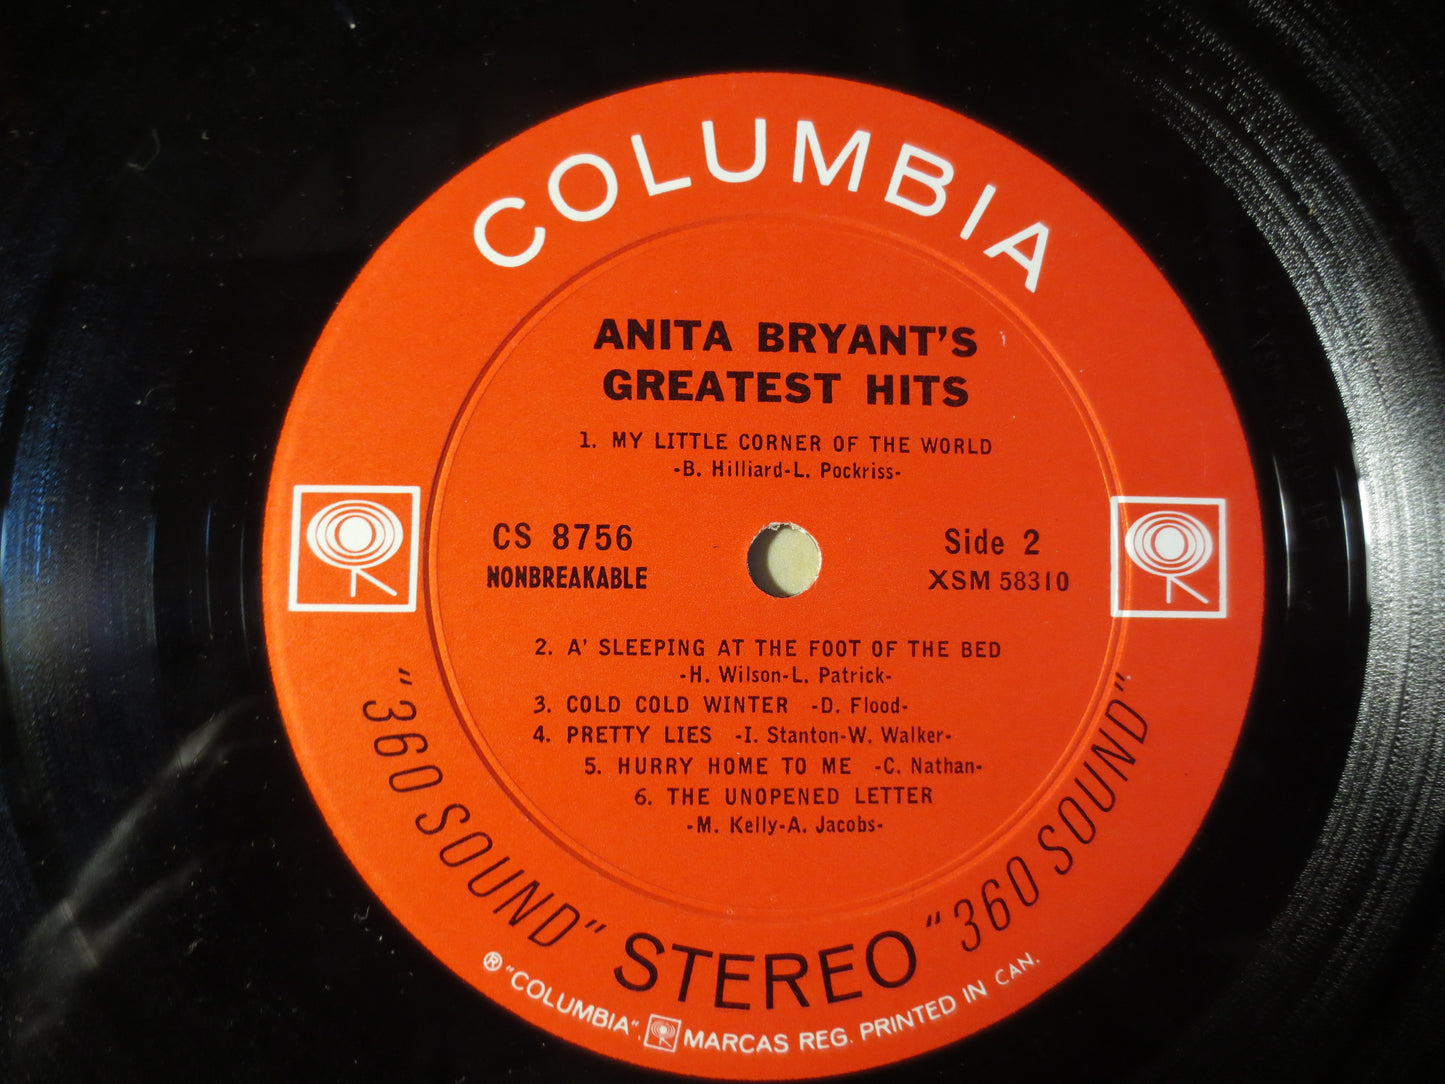 COLUMBIA
ANITA BRYANT'S
GREATEST HITS
1. MY LITTLE CORNER OF THE WORLD
-B. Hilliard-L. Pockriss-
CS 8756
NONBREAKABLE
Side 2
XSM 58310
2. A' SLEEPING AT THE FOOT OF THE BED
-H. Wilson-L. Patrick-
3. COLD COLD WINTER -D. Flood-
4. PRETTY LIES -I. Stanton-W. Walker-
5. HURRY HOME TO ME -C. Nathan-
6. THE UNOPENED LETTER
-M. Kelly-A. Jacobs-
"360 SOUND" STEREO "360 SOUND"
® "COLUMBIA", MARCAS REG. PRINTED IN CAN.